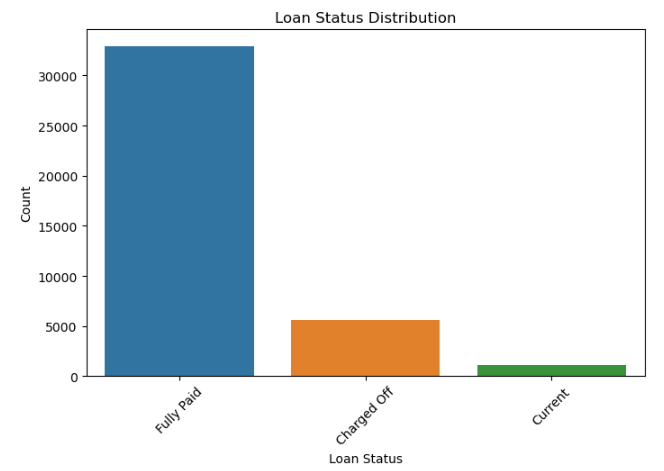 Loan Status Distribution
30000
25000
20000
15000
10000
5000
0
Count
Fully Paid
Charged Off
Current
Loan Status